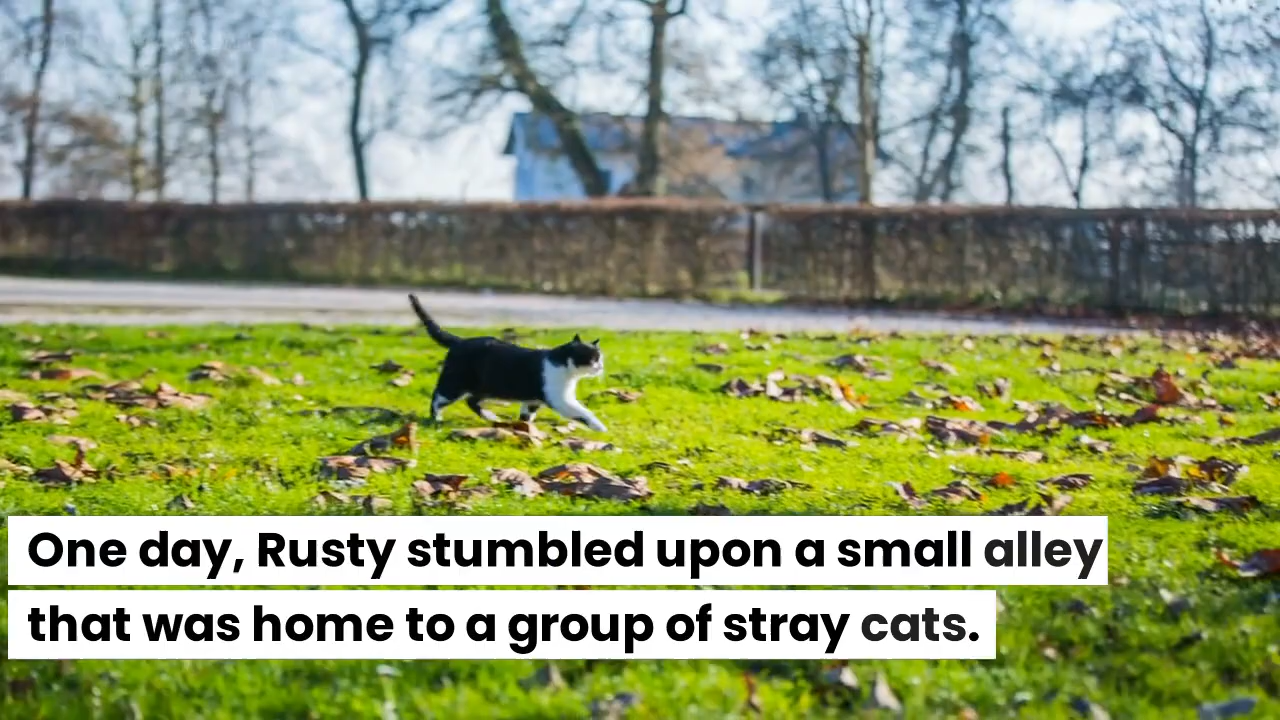 One day, Rusty stumbled upon a small alley
that was home to a group of stray cats.